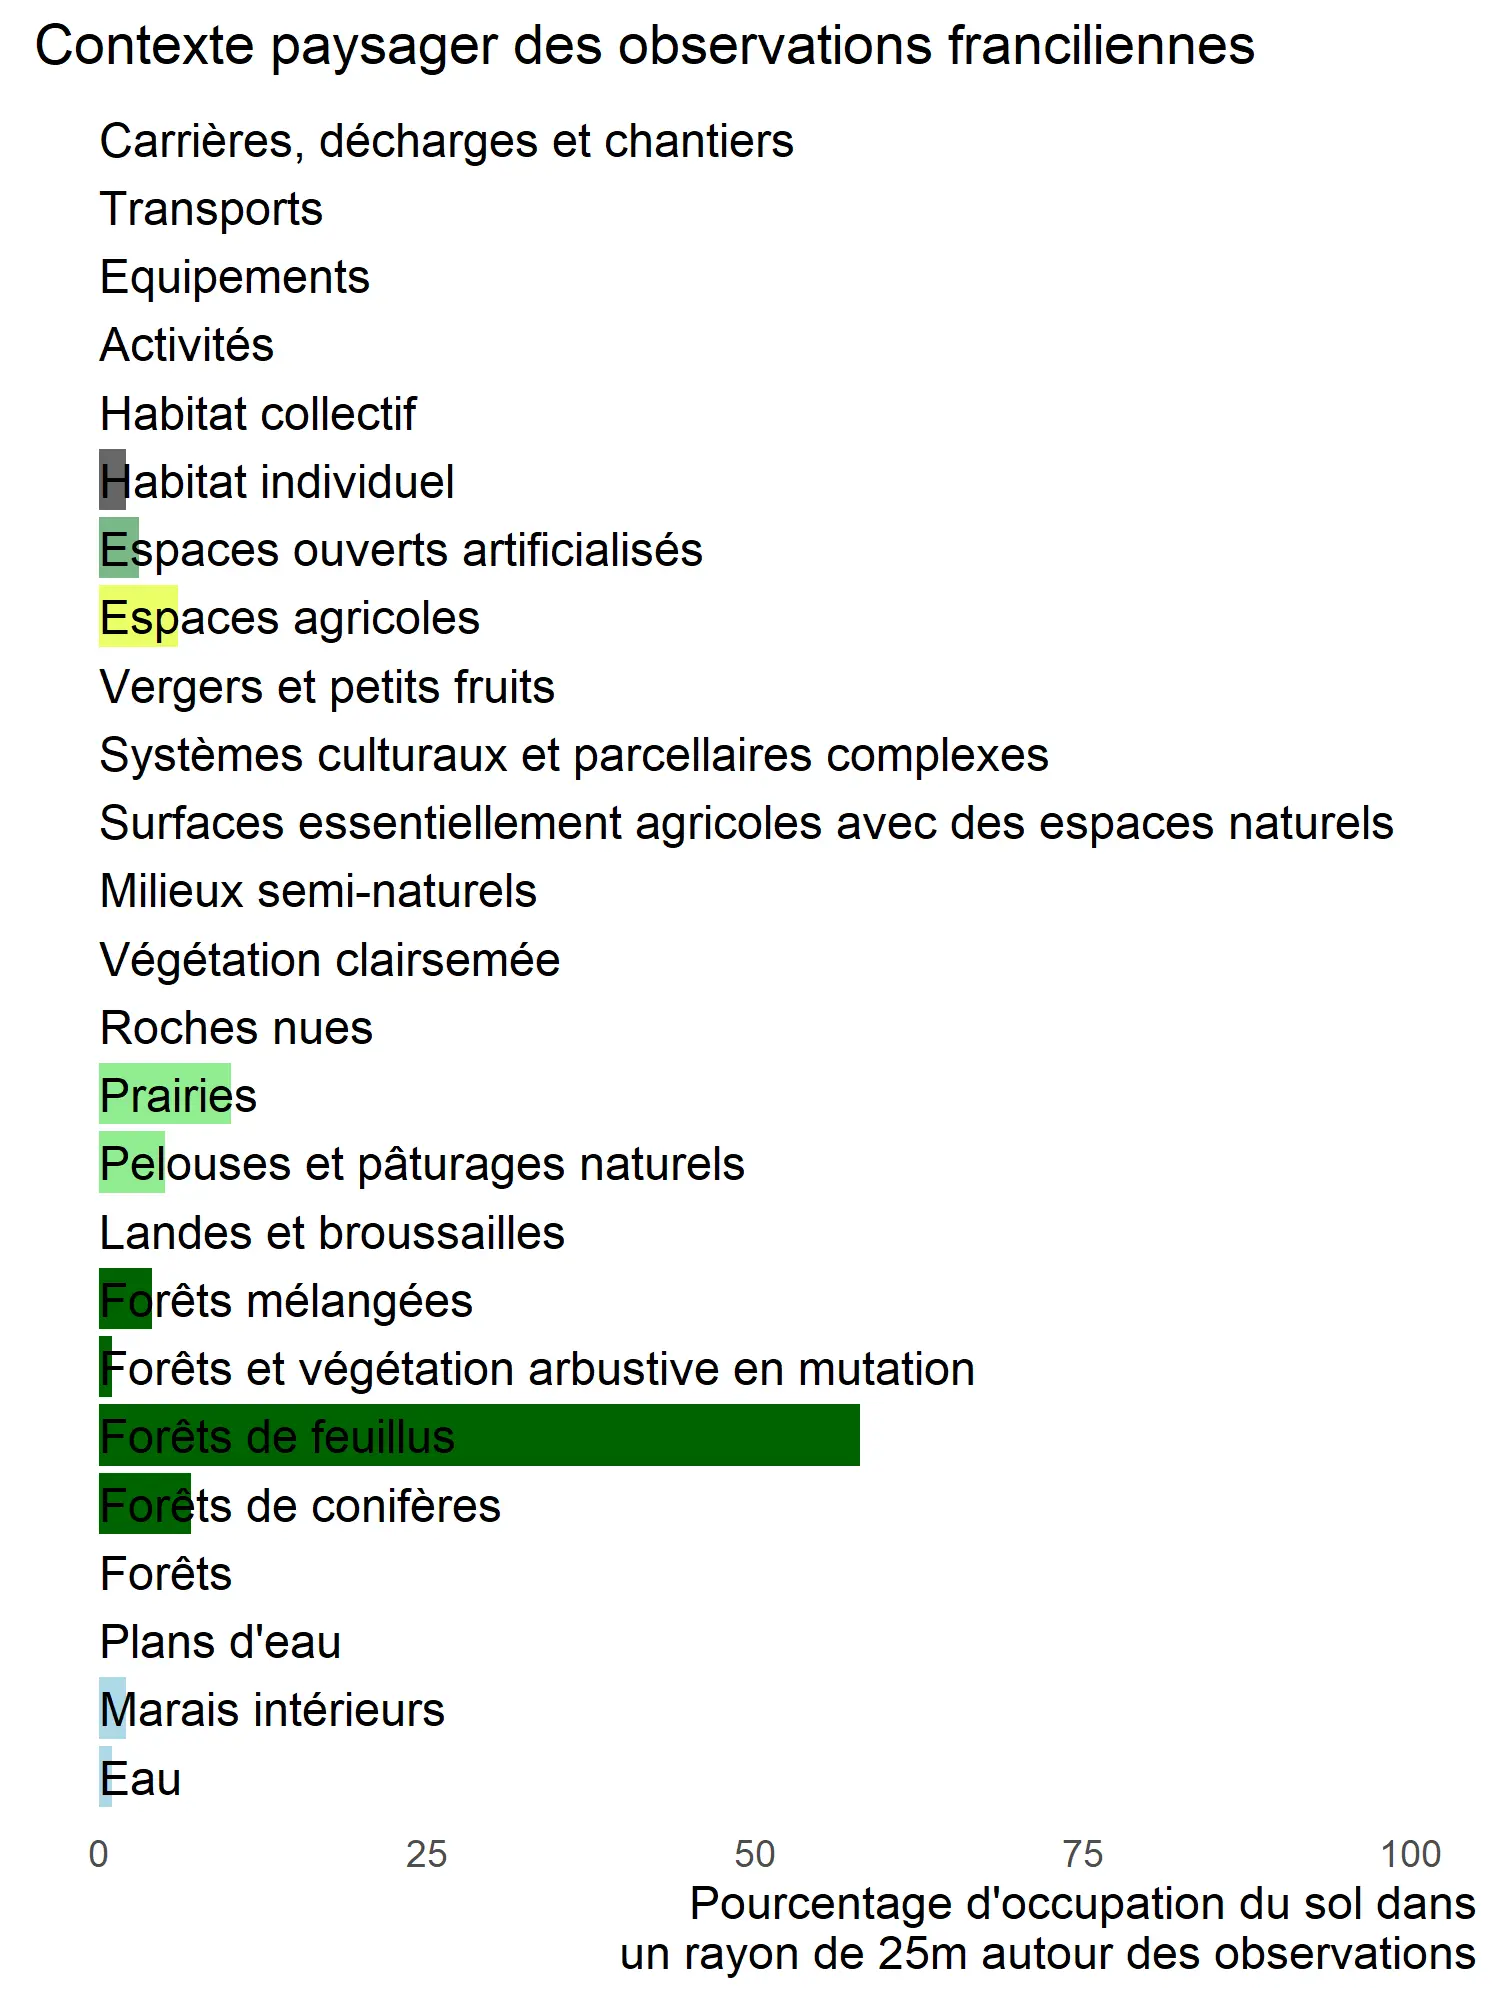 Contexte paysager des observations franciliennes
Carrières, décharges et chantiers
Transports
Equipements
Activités
Habitat collectif
Habitat individuel
Espaces ouverts artificialisés
Espaces agricoles
Vergers et petits fruits
Systèmes culturaux et parcellaires complexes
Surfaces essentiellement agricoles avec des espaces naturels
Milieux semi-naturels
Végétation clairsemée
Roches nues
Prairies
Pelouses et pâturages naturels
Landes et broussailles
Forêts mélangées
Forêts et végétation arbustive en mutation
Forêts de feuillus
Forêts de conifères
Forêts
Plans d'eau
Marais intérieurs
Eau
0 25 50 75 100
Pourcentage d'occupation du sol dans
un rayon de 25m autour des observations